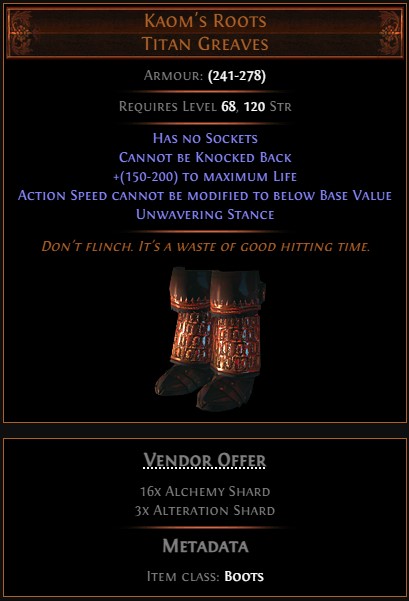 Kaom's Roots
Titan Greaves
Armour: (241-278)
Requires Level 68, 120 Str
Has no Sockets
Cannot be Knocked Back
+(150-200) to maximum Life
Action Speed cannot be modified to below Base Value
Unwavering Stance
Don't flinch. It's a waste of good hitting time.
Vendor Offer
16x Alchemy Shard
3x Alteration Shard
Metadata
Item class: Boots